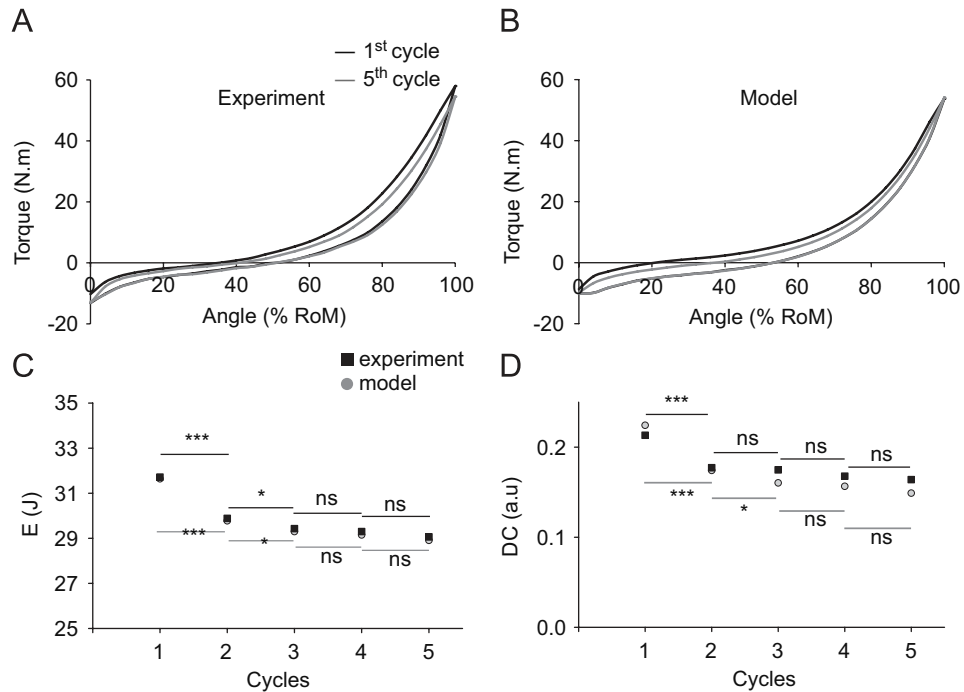 A
1st cycle
5th cycle
Experiment
Torque (N.m)
60
40
20
0
-20
0
20
40
60
80
100
Angle (% RoM)
B
Model
Torque (N.m)
60
40
20
0
-20
0
20
40
60
80
100
Angle (% RoM)
C
experiment
model
E (J)
35
33
31
29
27
25
***
*
ns
ns
***
*
ns
ns
1
2
3
4
5
Cycles
D
DC (a.u)
0.2
0.1
0.0
***
ns
ns
ns
***
*
ns
ns
1
2
3
4
5
Cycles